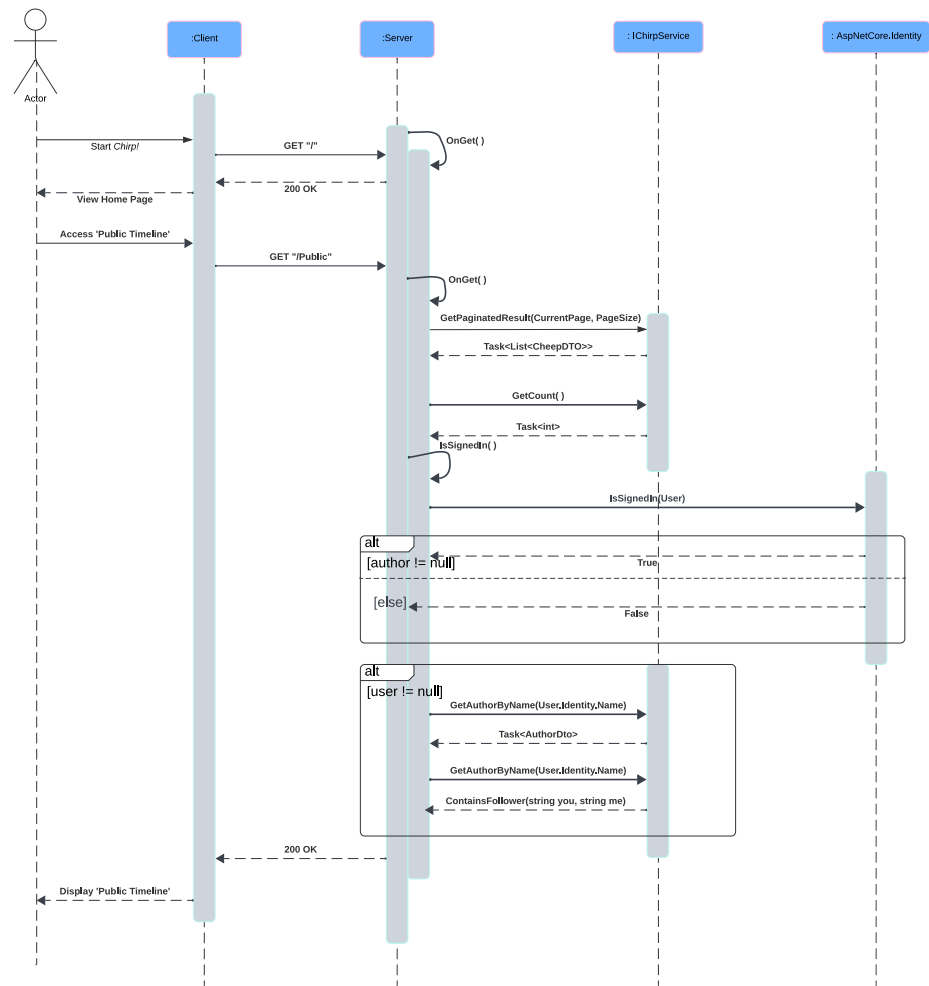 :Client
:Server
: IChirpService
: AspNetCore.Identity
Actor
Start Chirp!
GET "/"
OnGet( )
200 OK
View Home Page
Access 'Public Timeline'
GET "/Public"
OnGet( )
GetPaginatedResult(CurrentPage, PageSize)
Task<List<CheepDTO>>
GetCount( )
Task<int>
IsSignedIn( )
IsSignedIn(User)
alt
[author != null]
True
[else]
False
alt
[user != null]
GetAuthorByName(User.Identity.Name)
Task<AuthorDto>
GetAuthorByName(User.Identity.Name)
ContainsFollower(string you, string me)
200 OK
Display 'Public Timeline'